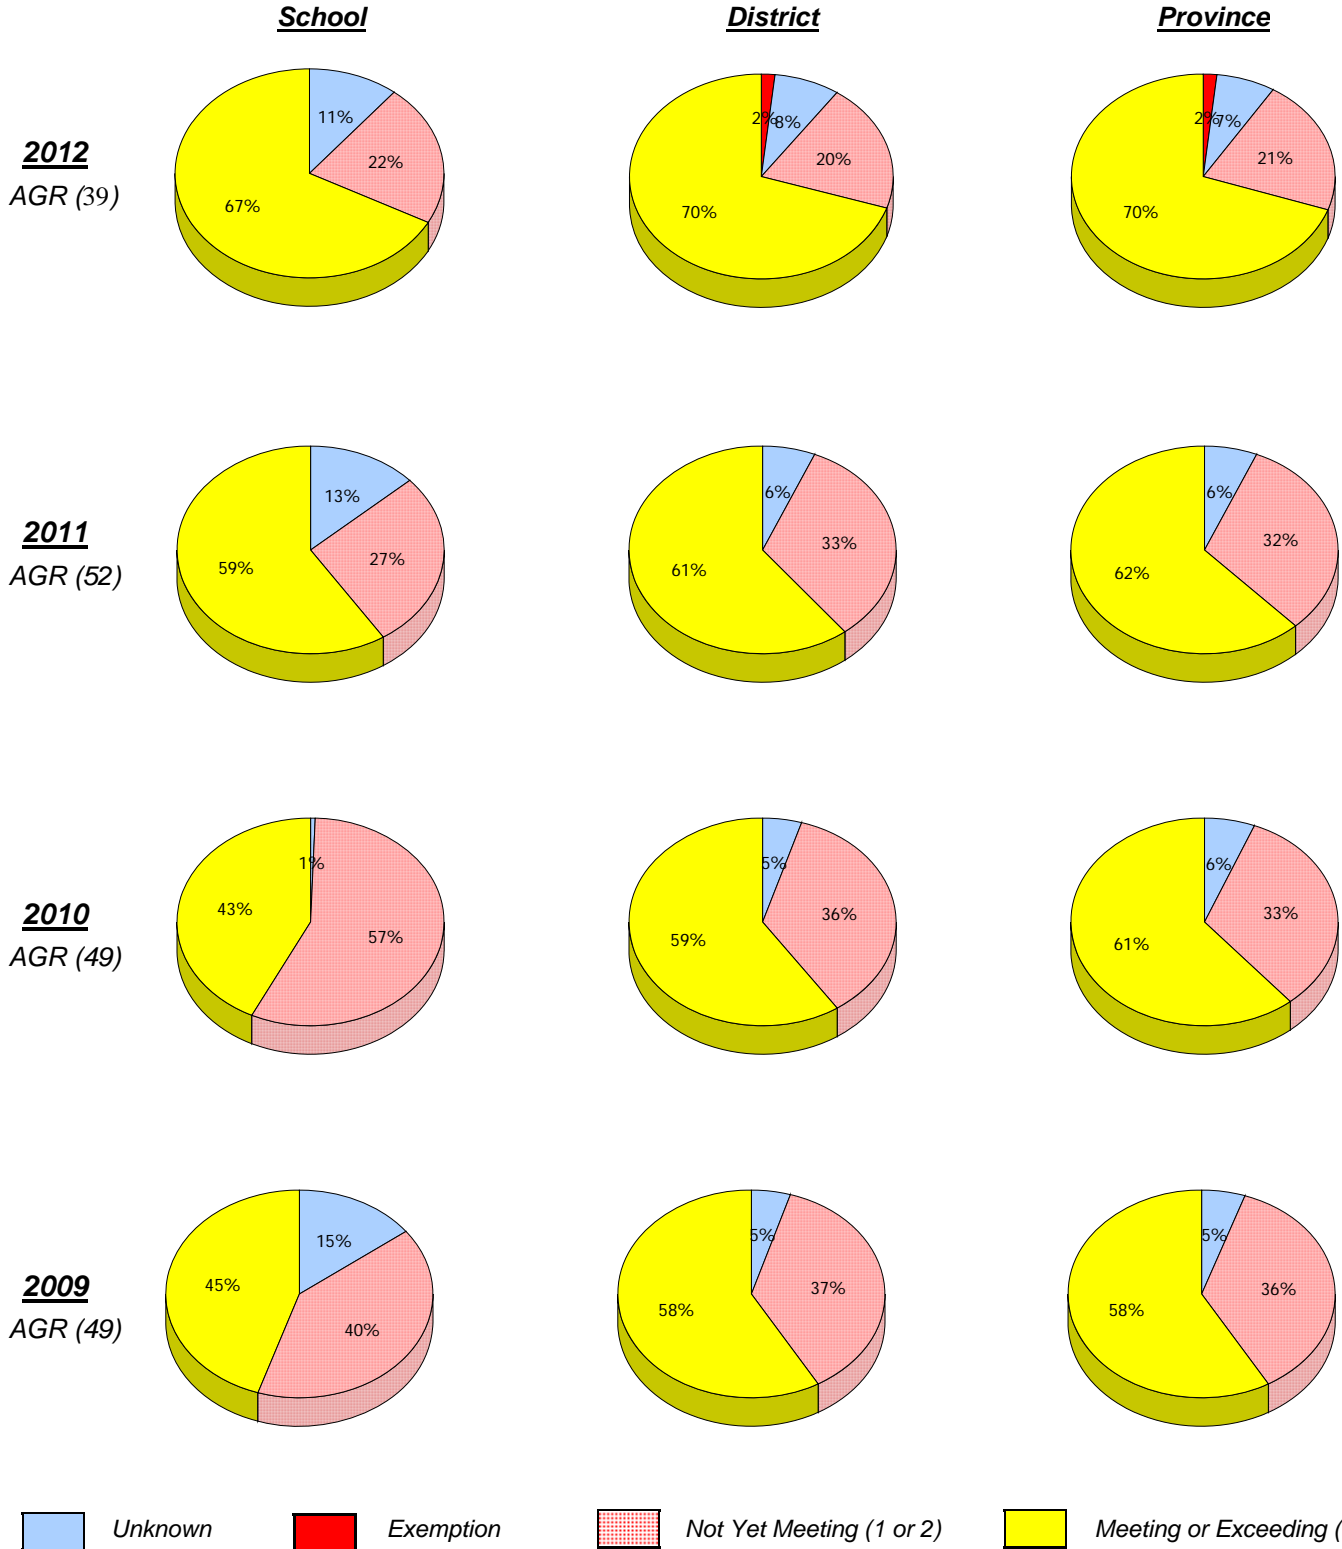 School District Province
11% 22% 67%
2% 8% 20% 70%
2% 7% 21% 70%
2012
AGR (39)
13% 27% 59%
6% 33% 61%
6% 32% 62%
2011
AGR (52)
1% 57% 43%
5% 36% 59%
6% 33% 61%
2010
AGR (49)
15% 40% 45%
5% 37% 58%
5% 36% 58%
2009
AGR (49)
Unknown Exemption Not Yet Meeting (1 or 2) Meeting or Exceeding (